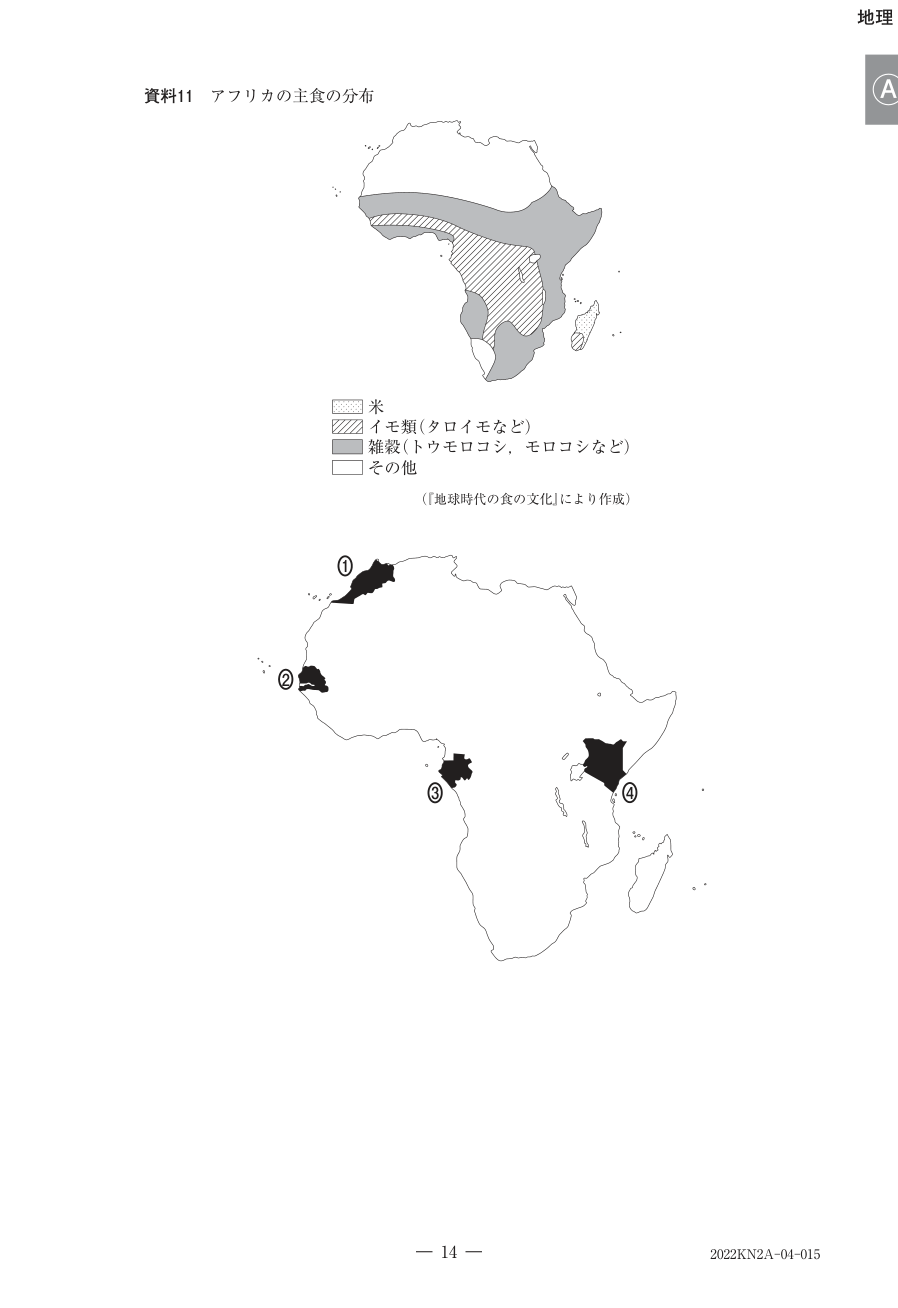 地理
Ⓐ
資料11 アフリカの主食の分布
米
イモ類(タロイモなど)
雑穀(トウモロコシ，モロコシなど)
その他
(『地球時代の食の文化』により作成)
①
②
③
④
― 14 ―
2022KN2A-04-015